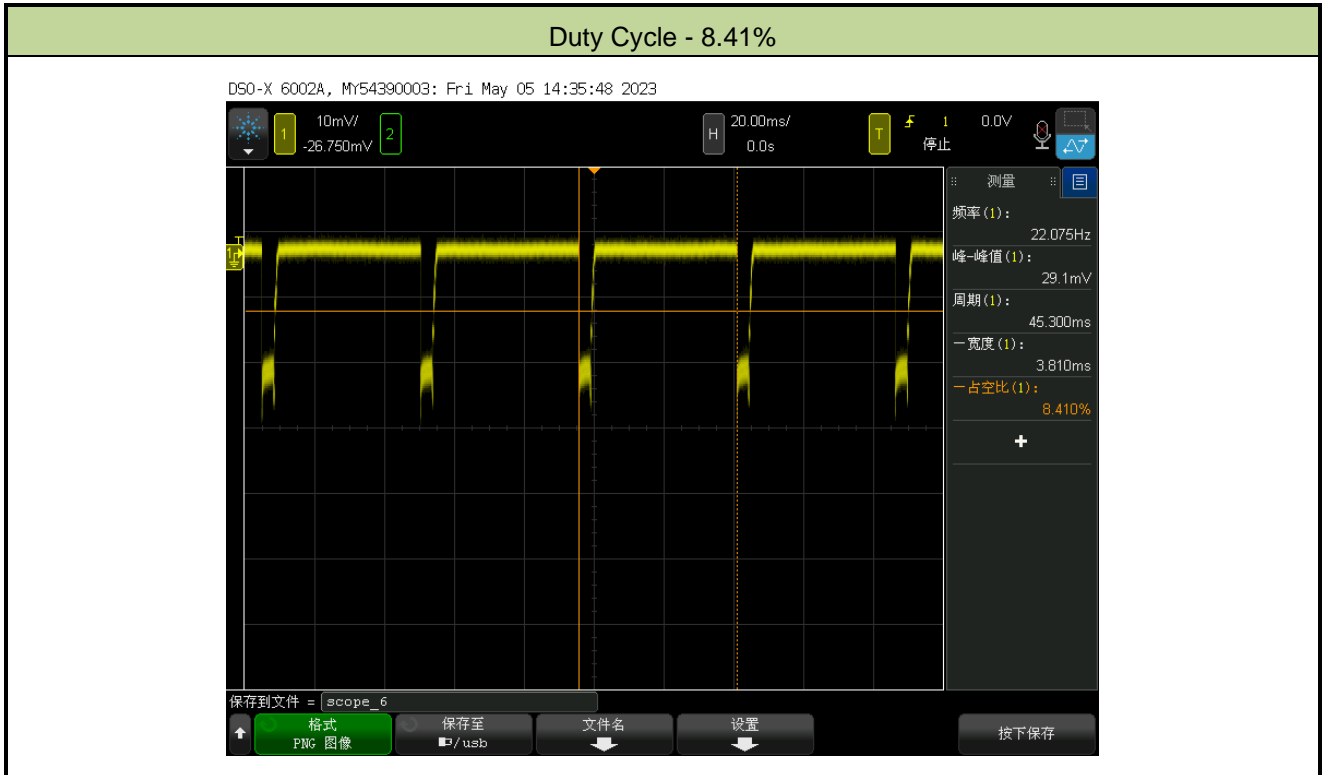 Duty Cycle - 8.41%
DSO-X 6002A, MY54390003: Fri May 05 14:35:48 2023
1 10mV/ 2 H 20.00ms/ T 1 0.0V
-26.750mV 0.0s 停止
测量
频率(1):
22.075Hz
峰-峰值(1):
29.1mV
周期(1):
45.300ms
一宽度(1):
3.810ms
一占空比(1):
8.410%
+
T
1
保存到文件 = scope_6
格式 保存至 文件名 设置 按下保存
PNG 图像 /usb